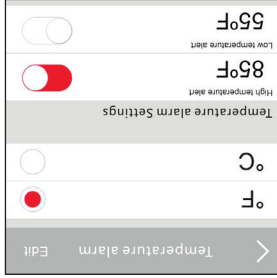 Temperature alarm Edit
°F
°C
Temperature alarm Settings
High temperature alert
85°F
Low temperature alert
55°F